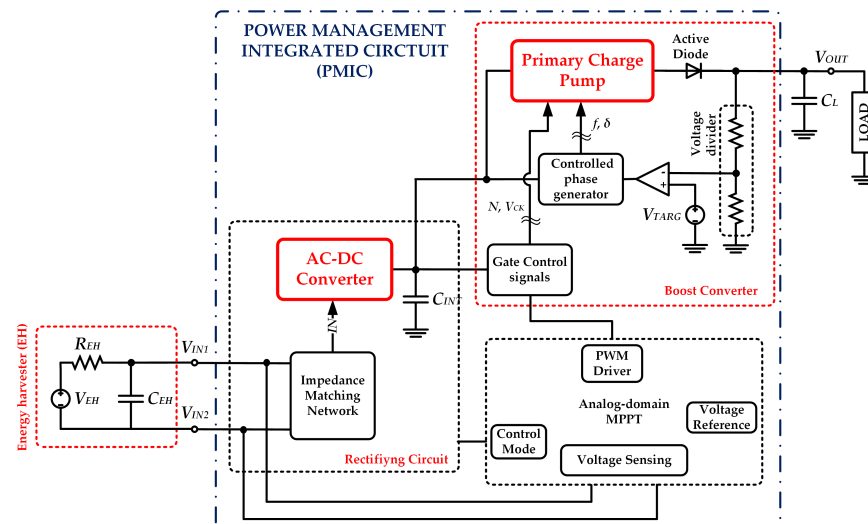 POWER MANAGEMENT
INTEGRATED CIRCTUIT
(PMIC)
Primary Charge
Pump
Active
Diode
VOUT
CL
LOAD
Voltage
divider
f, δ
Controlled
phase
generator
-
+
VTARG
N, VCK
Gate Control
signals
Boost Converter
AC-DC
Converter
CINT
IN
Impedance
Matching
Network
Rectifiyng Circuit
Energy harvester (EH)
REH
VEH
CEH
VIN1
VIN2
PWM
Driver
Analog-domain
MPPT
Voltage
Reference
Control
Mode
Voltage Sensing